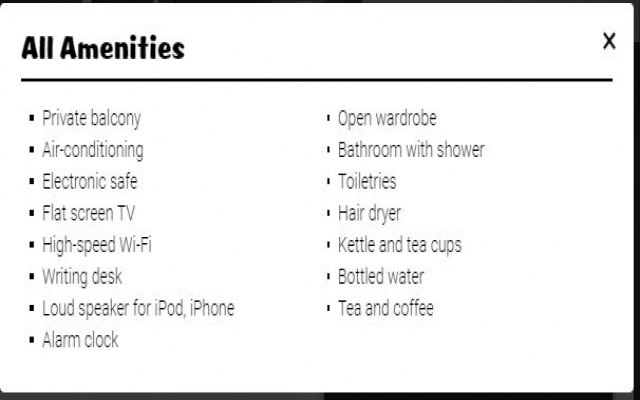 All Amenities
X
Private balcony
Air-conditioning
Electronic safe
Flat screen TV
High-speed Wi-Fi
Writing desk
Loud speaker for iPod, iPhone
Alarm clock
Open wardrobe
Bathroom with shower
Toiletries
Hair dryer
Kettle and tea cups
Bottled water
Tea and coffee